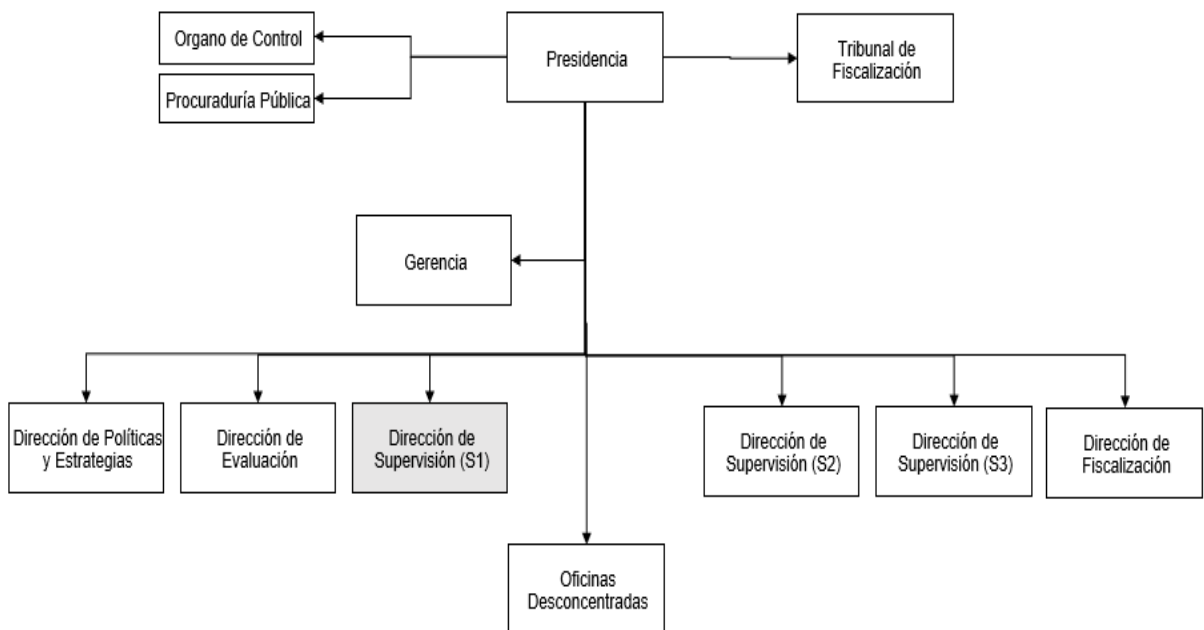 Organo de Control
Procuraduría Pública
Presidencia
Tribunal de
Fiscalización
Gerencia
Dirección de Políticas
y Estrategias
Dirección de
Evaluación
Dirección de
Supervisión (S1)
Dirección de
Supervisión (S2)
Dirección de
Supervisión (S3)
Dirección de
Fiscalización
Oficinas
Desconcentradas